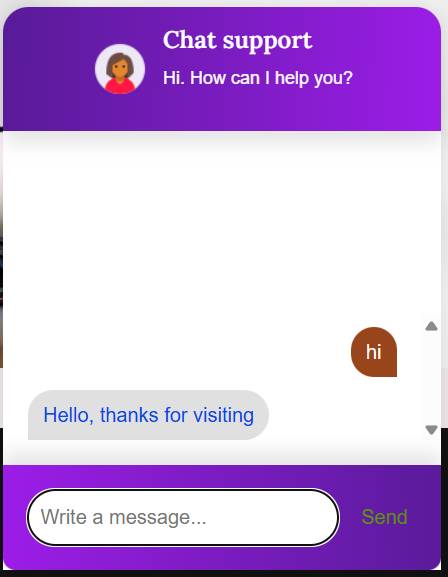 Chat support
Hi. How can I help you?
hi
Hello, thanks for visiting
Write a message...
Send